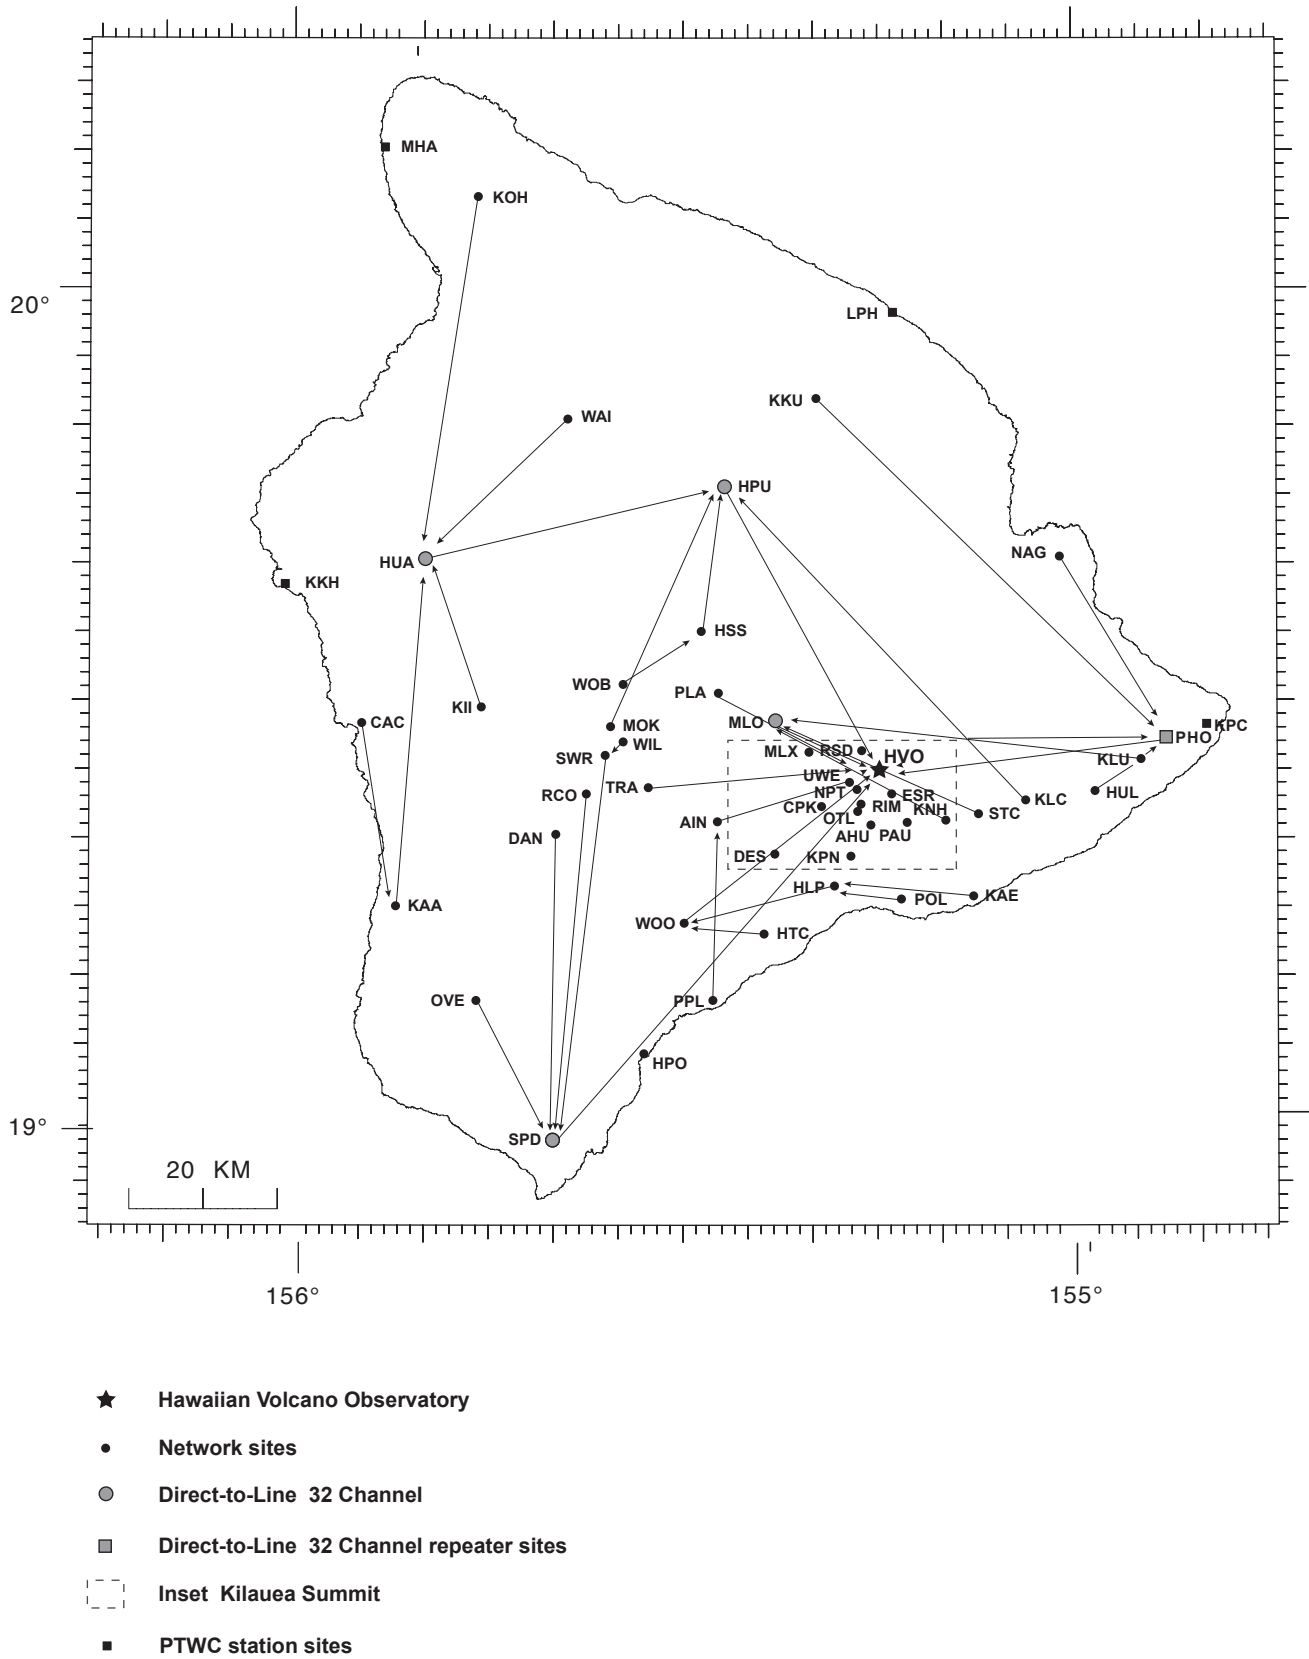 MHA
KOH
20°
LPH
WAI
KKU
HPU
NAG
HUA
KKH
HSS
WOB
PLA
KII
CAC
MOK
MLO
KPC
PHO
WIL
MLX
RSD
HVO
SWR
KLU
UWE
TRA
NPT
ESR
HUL
RCO
CPK
RIM
KNH
KLC
STC
OTL
AIN
DAN
AHU
PAU
DES
KPN
HLP
KAE
POL
KAA
WOO
HTC
OVE
PPL
HPO
19°
SPD
20 KM
156°
155°
Hawaiian Volcano Observatory
Network sites
Direct-to-Line 32 Channel
Direct-to-Line 32 Channel repeater sites
Inset Kilauea Summit
PTWC station sites